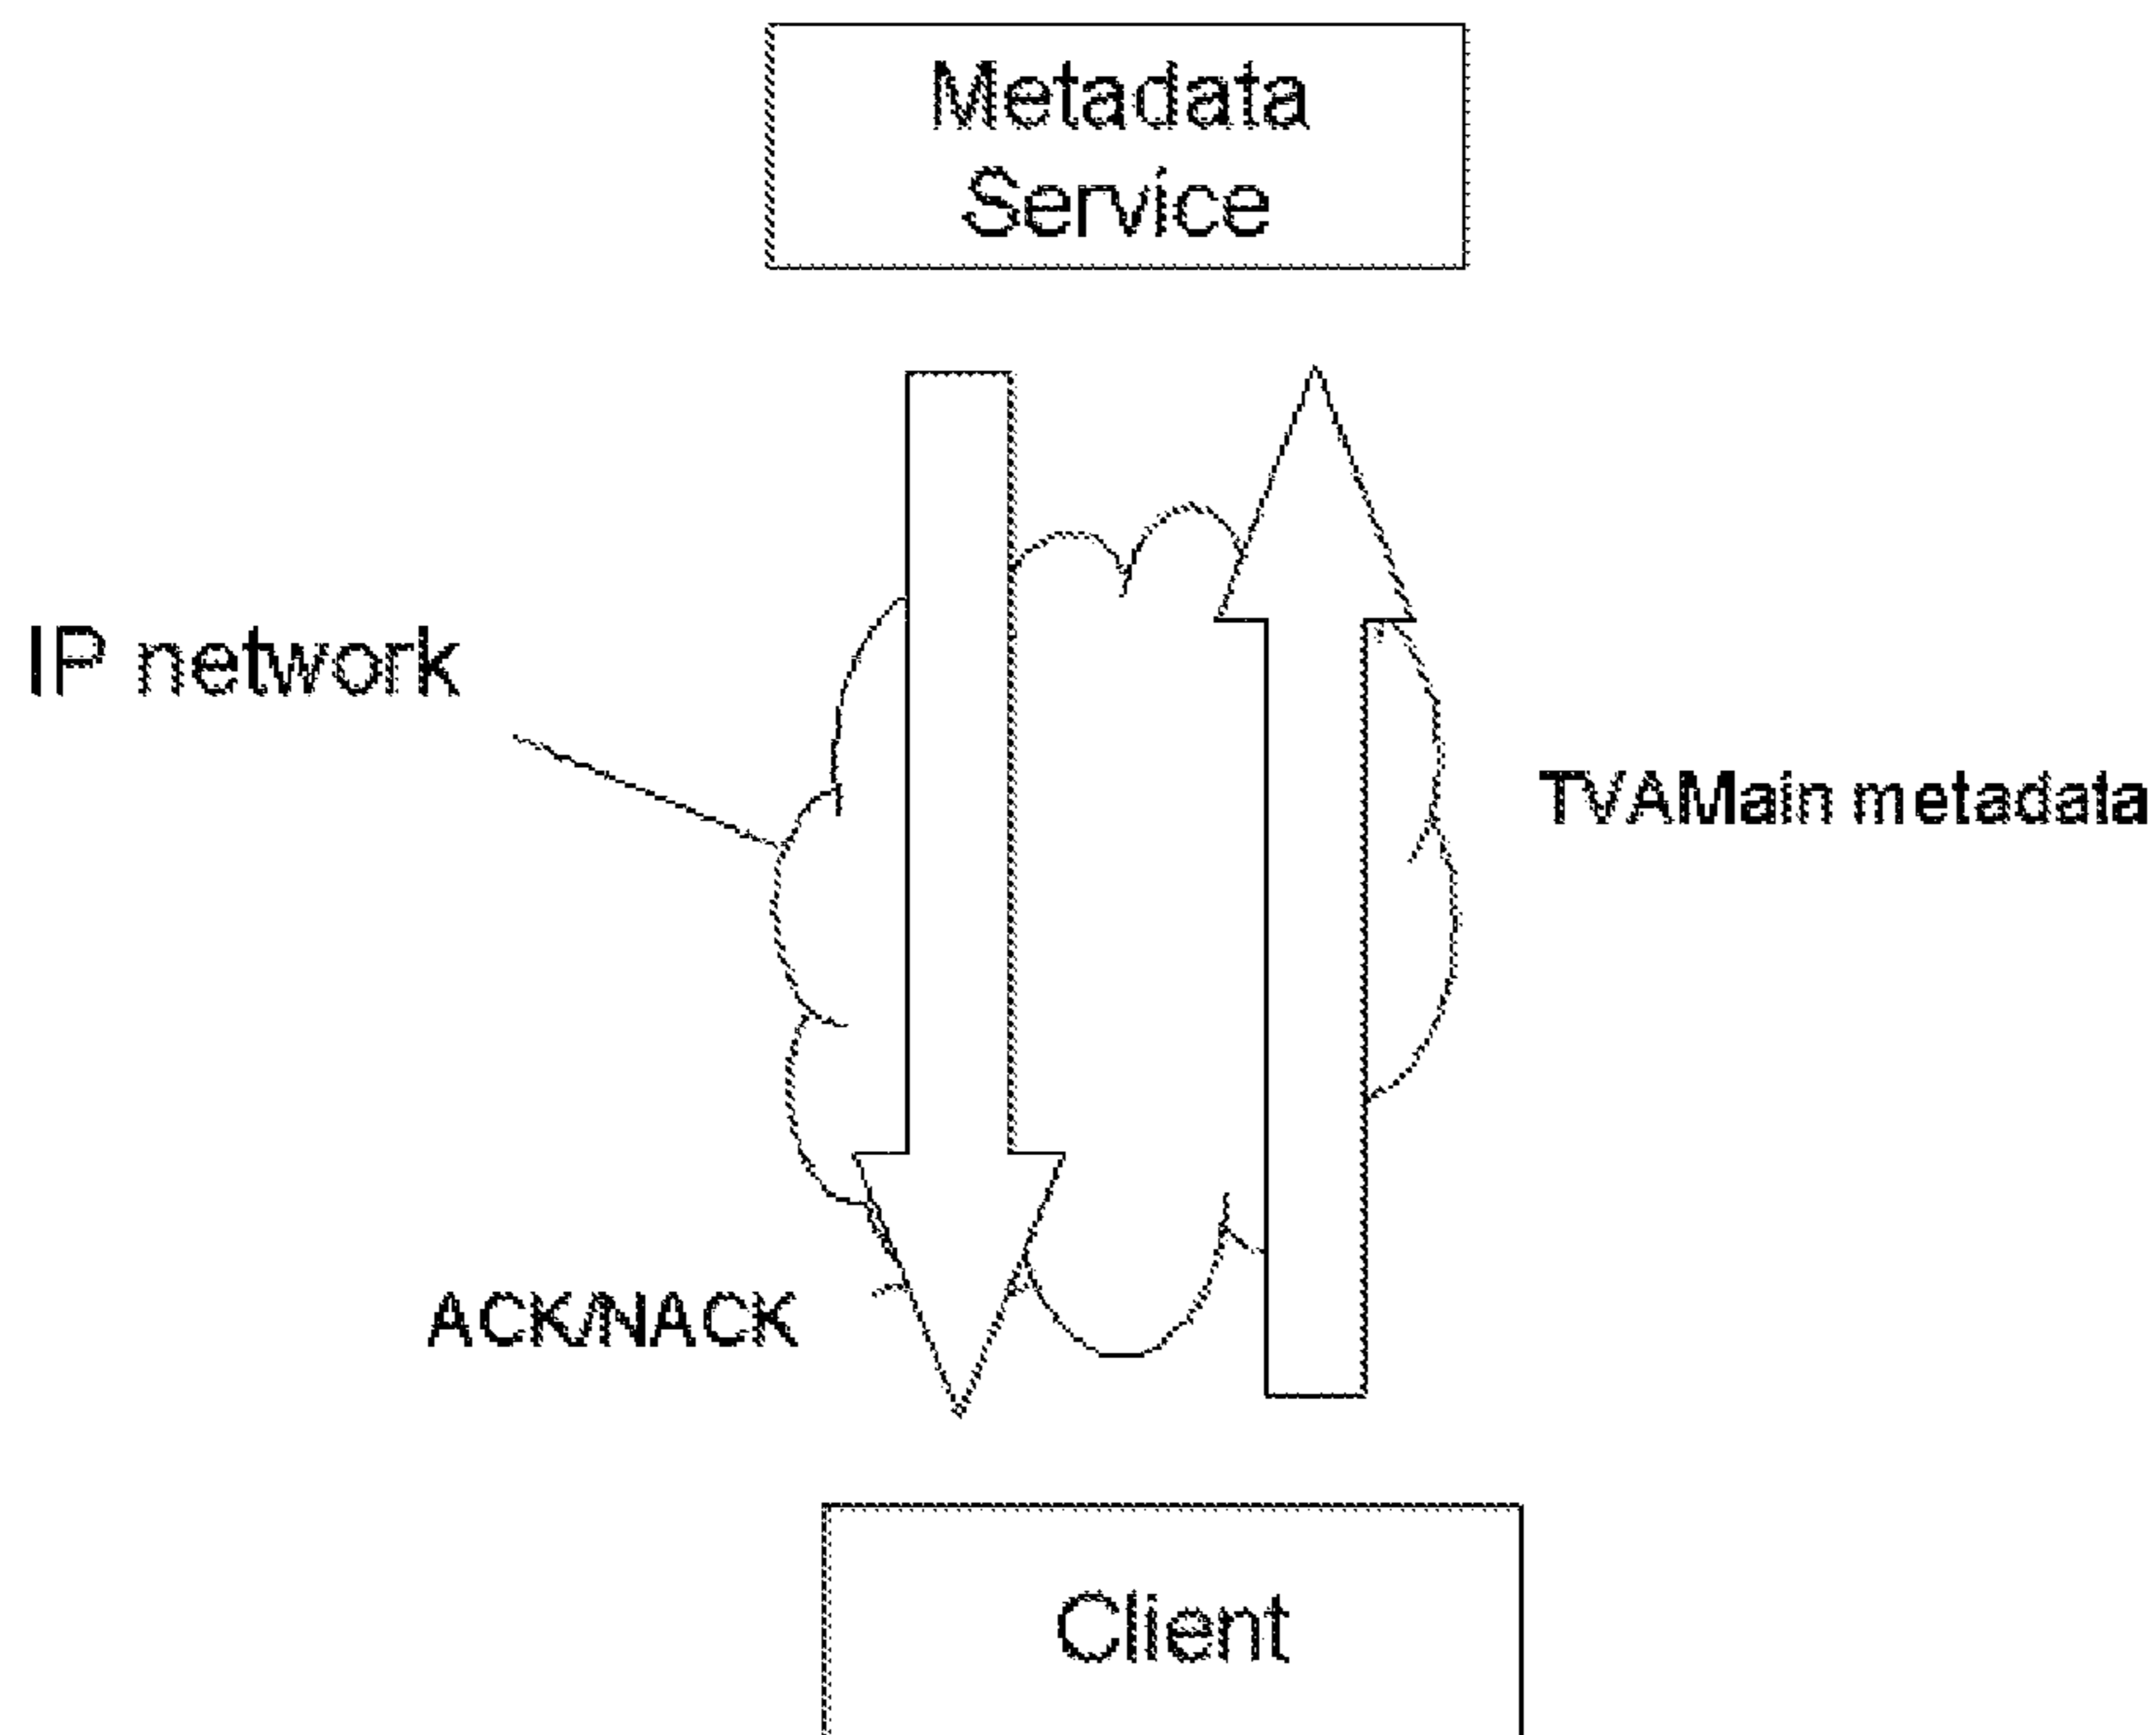 Metadata
Service
IP network
TVAMain metadata
ACK/NACK
Client